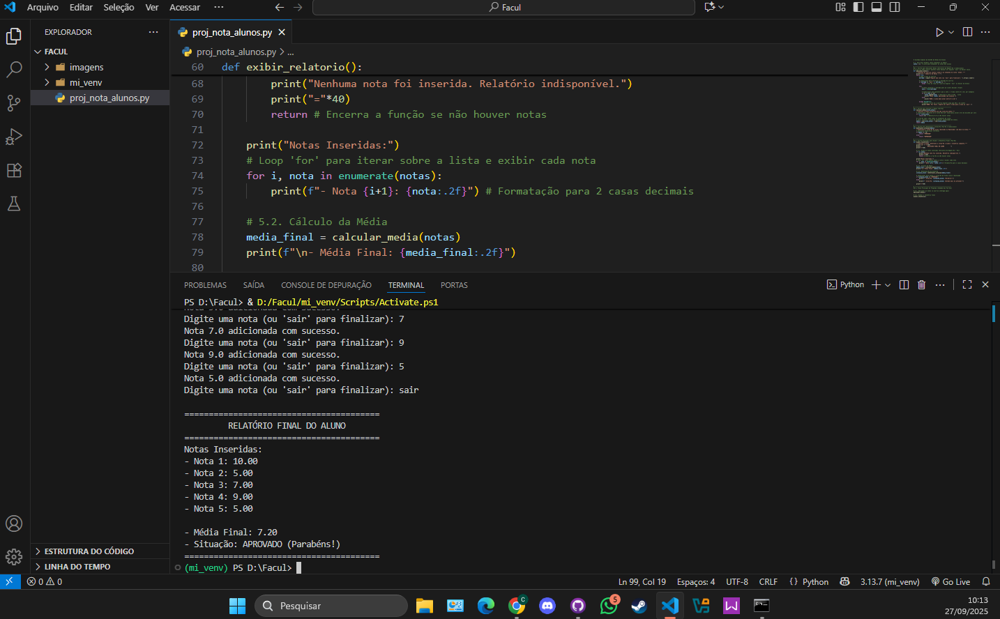 Arquivo Editar Seleção Ver Acessar ··· Facul
EXPLORADOR ···
FACUL
imagens
mi_venv
proj_nota_alunos.py
ESTRUTURA DO CÓDIGO
LINHA DO TEMPO
proj_nota_alunos.py
proj_nota_alunos.py > ...
60 def exibir_relatorio():
68 print("Nenhuma nota foi inserida. Relatório indisponível.")
69 print("="*40)
70 return # Encerra a função se não houver notas
71
72 print("Notas Inseridas:")
73 # Loop 'for' para iterar sobre a lista e exibir cada nota
74 for i, nota in enumerate(notas):
75 print(f"- Nota {i+1}: {nota:.2f}") # Formatação para 2 casas decimais
76
77 # 5.2. Cálculo da Média
78 media_final = calcular_media(notas)
79 print(f"\n- Média Final: {media_final:.2f}")
80
PROBLEMAS SAÍDA CONSOLE DE DEPURAÇÃO TERMINAL PORTAS Python
PS D:\Facul> & D:/Facul/mi_venv/Scripts/Activate.ps1
Digite uma nota (ou 'sair' para finalizar): 7
Nota 7.0 adicionada com sucesso.
Digite uma nota (ou 'sair' para finalizar): 9
Nota 9.0 adicionada com sucesso.
Digite uma nota (ou 'sair' para finalizar): 5
Nota 5.0 adicionada com sucesso.
Digite uma nota (ou 'sair' para finalizar): sair
========================================
RELATÓRIO FINAL DO ALUNO
========================================
Notas Inseridas:
- Nota 1: 10.00
- Nota 2: 5.00
- Nota 3: 7.00
- Nota 4: 9.00
- Nota 5: 5.00
- Média Final: 7.20
- Situação: APROVADO (Parabéns!)
========================================
(mi_venv) PS D:\Facul>
0 0 Ln 99, Col 19 Espaços: 4 UTF-8 CRLF {} Python 3.13.7 (mi_venv) Go Live
Pesquisar C 5 10:13
27/09/2025